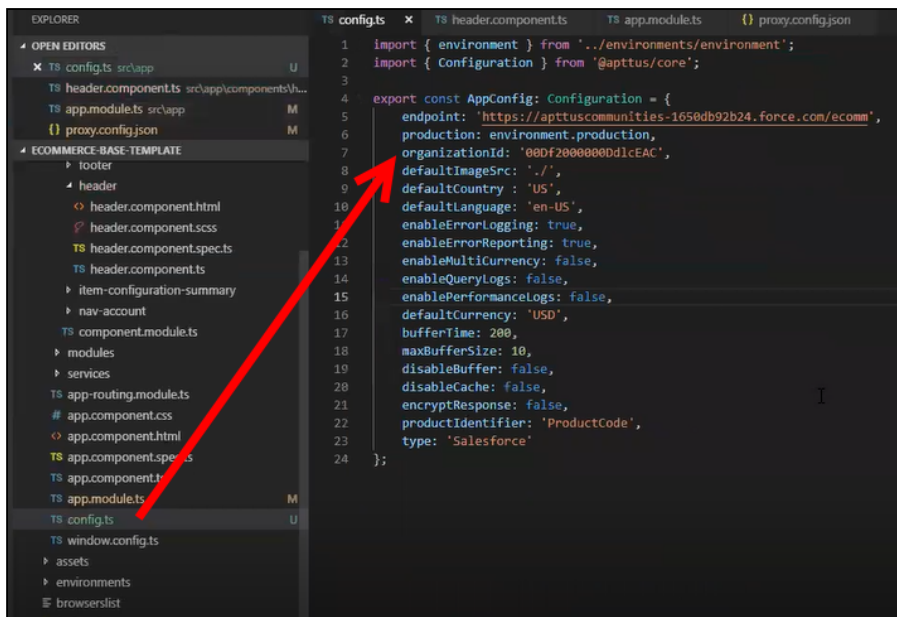 EXPLORER
OPEN EDITORS
TS config.ts src\app U
TS header.component.ts src\app\components\h...
TS app.module.ts src\app M
{} proxy.config.json M
ECOMMERCE-BASE-TEMPLATE
footer
header
<> header.component.html
header.component.scss
TS header.component.spec.ts
TS header.component.ts
item-configuration-summary
nav-account
TS component.module.ts
modules
services
TS app-routing.module.ts
# app.component.css
<> app.component.html
TS app.component.spec.ts
TS app.component.ts
TS app.module.ts M
TS config.ts U
TS window.config.ts
assets
environments
browserslist
TS config.ts × TS header.component.ts TS app.module.ts {} proxy.config.json
1 import { environment } from '../environments/environment';
2 import { Configuration } from '@apttus/core';
3
4 export const AppConfig: Configuration = {
5 endpoint: 'https://apttuscommunities-1650db92b24.force.com/ecomm',
6 production: environment.production,
7 organizationId: '00Df2000000DdlcEAC',
8 defaultImageSrc: './',
9 defaultCountry : 'US',
10 defaultLanguage: 'en-US',
11 enableErrorLogging: true,
12 enableErrorReporting: true,
13 enableMultiCurrency: false,
14 enableQueryLogs: false,
15 enablePerformanceLogs: false,
16 defaultCurrency: 'USD',
17 bufferTime: 200,
18 maxBufferSize: 10,
19 disableBuffer: false,
20 disableCache: false,
21 encryptResponse: false,
22 productIdentifier: 'ProductCode',
23 type: 'Salesforce'
24 };